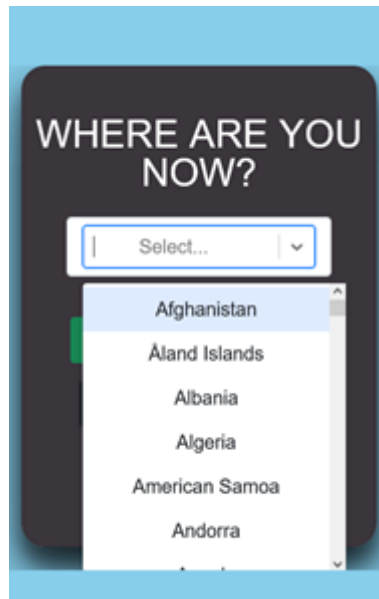 WHERE ARE YOU
NOW?
Select...
Afghanistan
Åland Islands
Albania
Algeria
American Samoa
Andorra